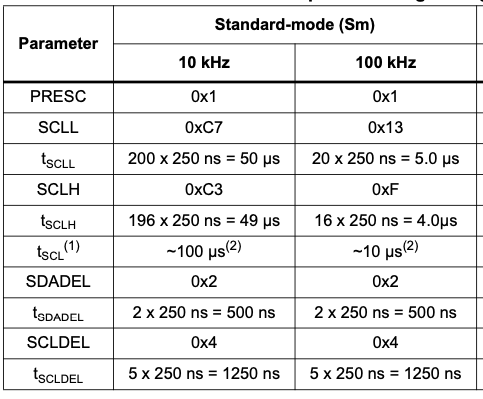 Parameter Standard-mode (Sm)
10 kHz 100 kHz
PRESC 0x1 0x1
SCLL 0xC7 0x13
tSCLL 200 x 250 ns = 50 µs 20 x 250 ns = 5.0 µs
SCLH 0xC3 0xF
tSCLH 196 x 250 ns = 49 µs 16 x 250 ns = 4.0µs
tSCL(1) ~100 µs(2) ~10 µs(2)
SDADEL 0x2 0x2
tSDADEL 2 x 250 ns = 500 ns 2 x 250 ns = 500 ns
SCLDEL 0x4 0x4
tSCLDEL 5 x 250 ns = 1250 ns 5 x 250 ns = 1250 ns